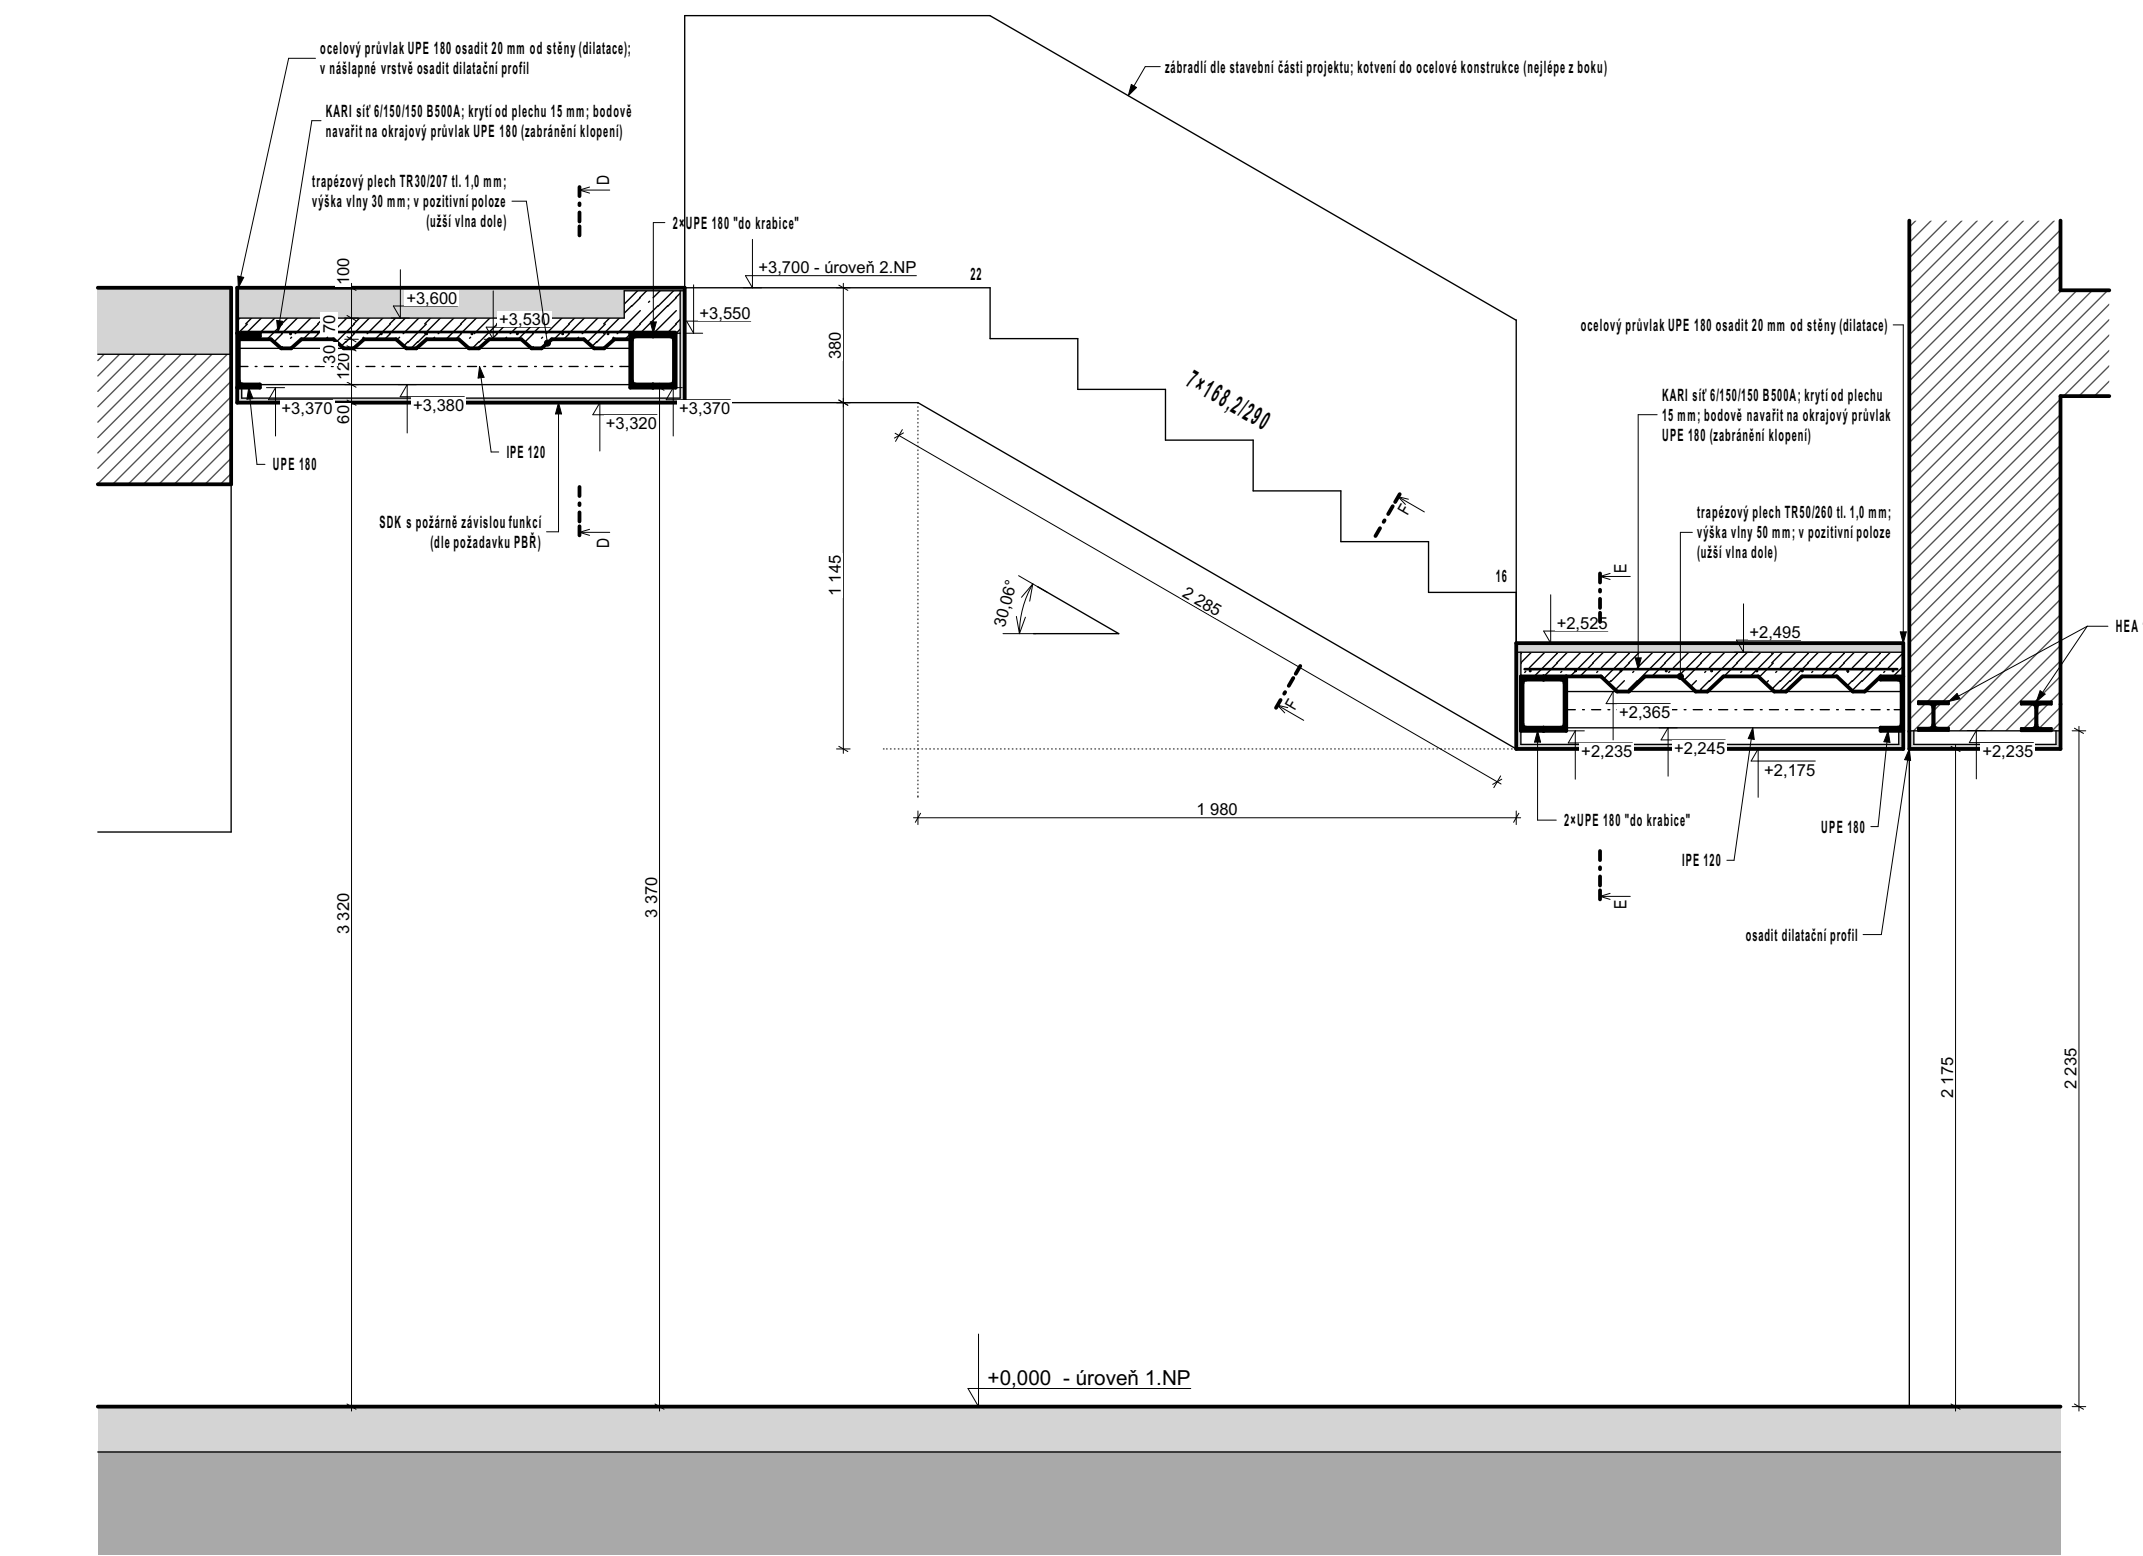 ocelový průvlak UPE 180 osadit 20 mm od stěny (dilatace);
v nášlapné vrstvě osadit dilatační profil
zábradlí dle stavební části projektu; kotvení do ocelové konstrukce (nejlépe z boku)
KARI síť 6/150/150 B500A; krytí od plechu 15 mm; bodově
navařit na okrajový průvlak UPE 180 (zabránění klopení)
trapézový plech TR30/207 tl. 1,0 mm;
výška vlny 30 mm; v pozitivní poloze
(užší vlna dole)
D
2×UPE 180 "do krabice"
+3,700 - úroveň 2.NP
22
100
+3,600
+3,530
+3,550
70
30
120
60
380
+3,370
+3,380
+3,320
+3,370
UPE 180
IPE 120
SDK s požárně závislou funkcí
(dle požadavku PBŘ)
D
7×168,2/290
ocelový průvlak UPE 180 osadit 20 mm od stěny (dilatace)
KARI síť 6/150/150 B500A; krytí od plechu
15 mm; bodově navařit na okrajový průvlak
UPE 180 (zabránění klopení)
trapézový plech TR50/260 tl. 1,0 mm;
výška vlny 50 mm; v pozitivní poloze
(užší vlna dole)
F
16
E
1 145
30,06°
2 285
F
+2,525
+2,495
HEA
+2,365
+2,235
+2,245
+2,175
+2,235
1 980
2×UPE 180 "do krabice"
UPE 180
IPE 120
E
osadit dilatační profil
3 320
3 370
2 175
2 235
+0,000 - úroveň 1.NP